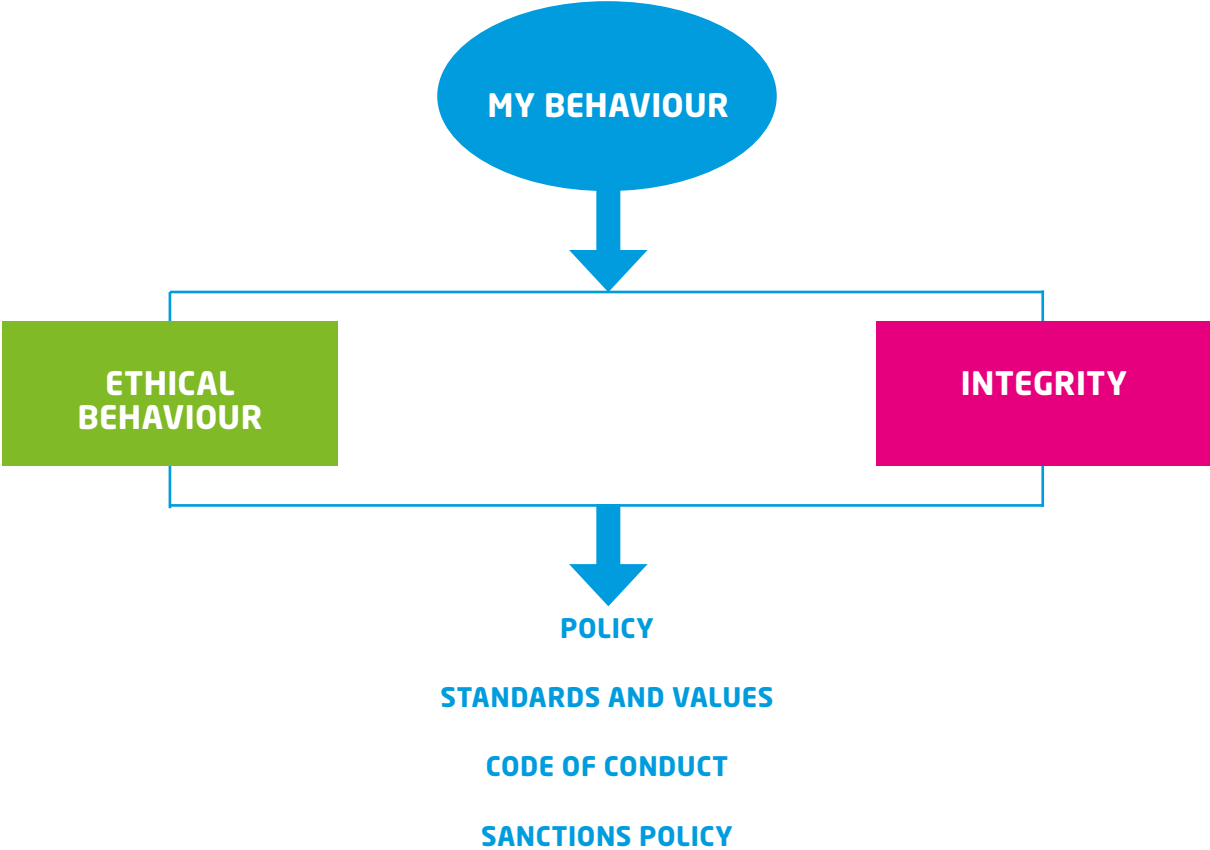 MY BEHAVIOUR
ETHICAL
BEHAVIOUR
INTEGRITY
POLICY
STANDARDS AND VALUES
CODE OF CONDUCT
SANCTIONS POLICY